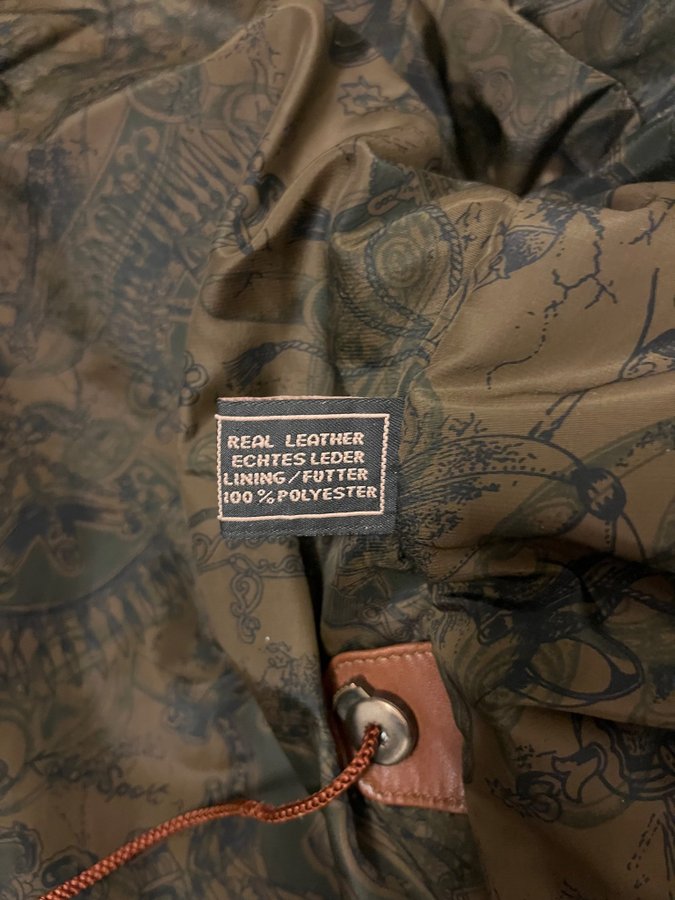 REAL LEATHER
ECHTES LEDER
LINING/FUTTER
100%POLYESTER